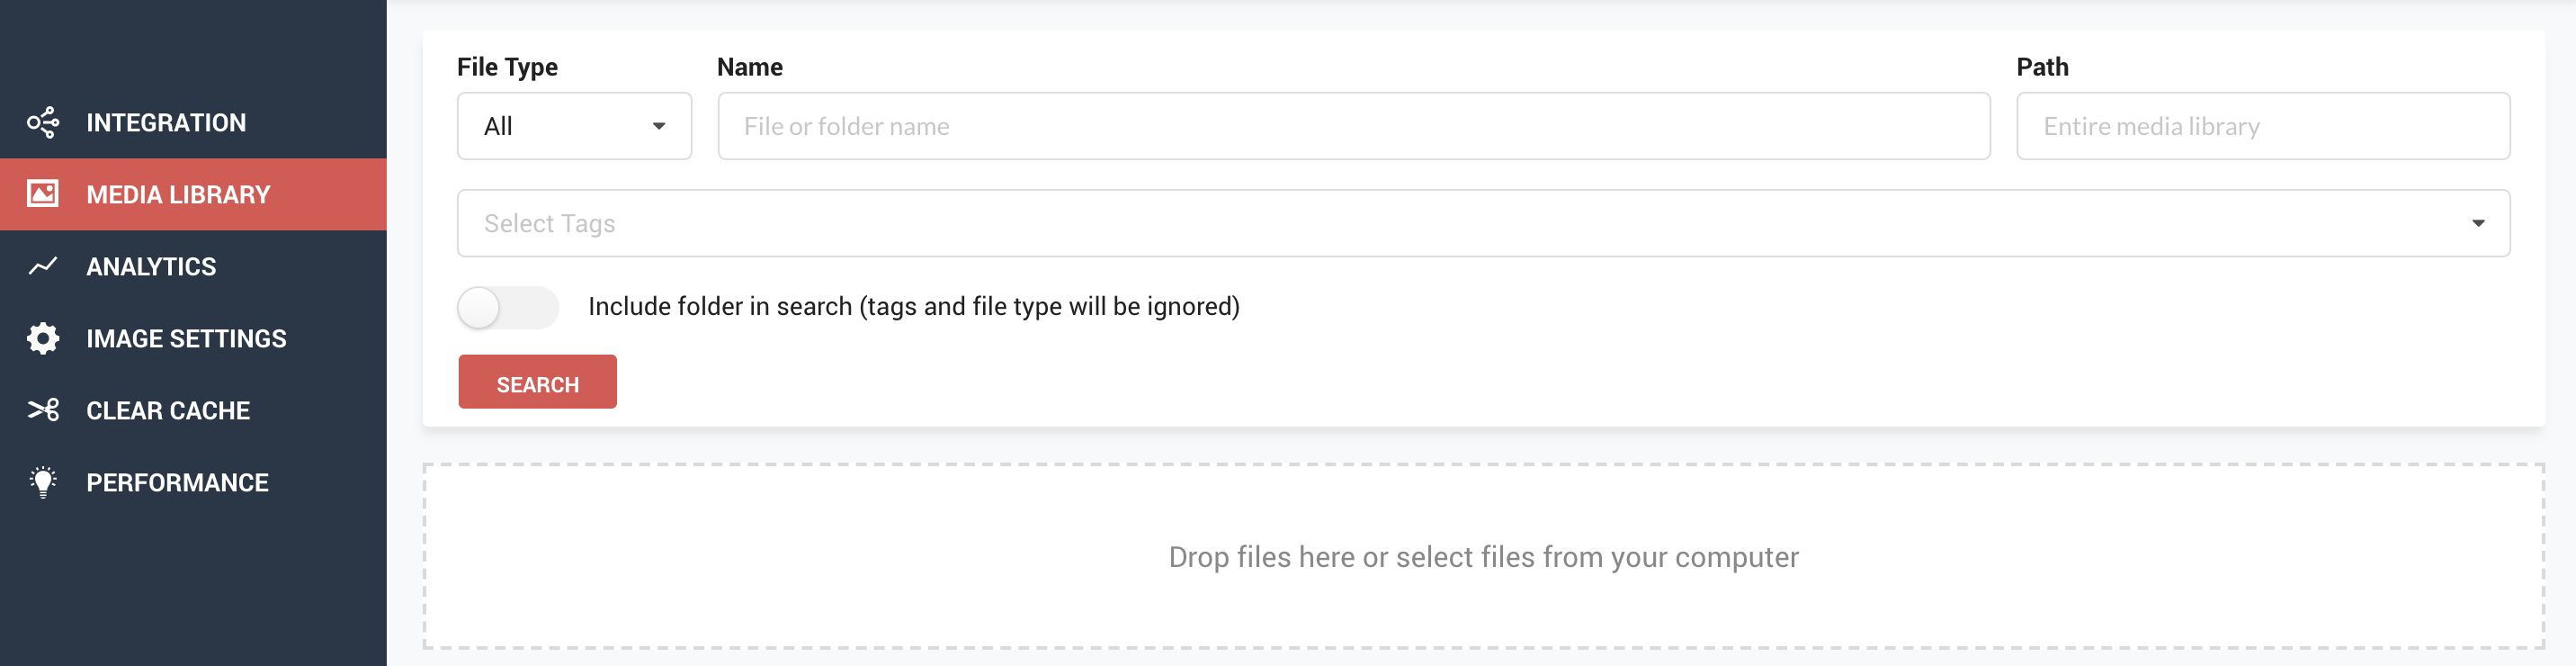 INTEGRATION
MEDIA LIBRARY
ANALYTICS
IMAGE SETTINGS
CLEAR CACHE
PERFORMANCE
File Type
Name
Path
All
File or folder name
Entire media library
Select Tags
Include folder in search (tags and file type will be ignored)
SEARCH
Drop files here or select files from your computer